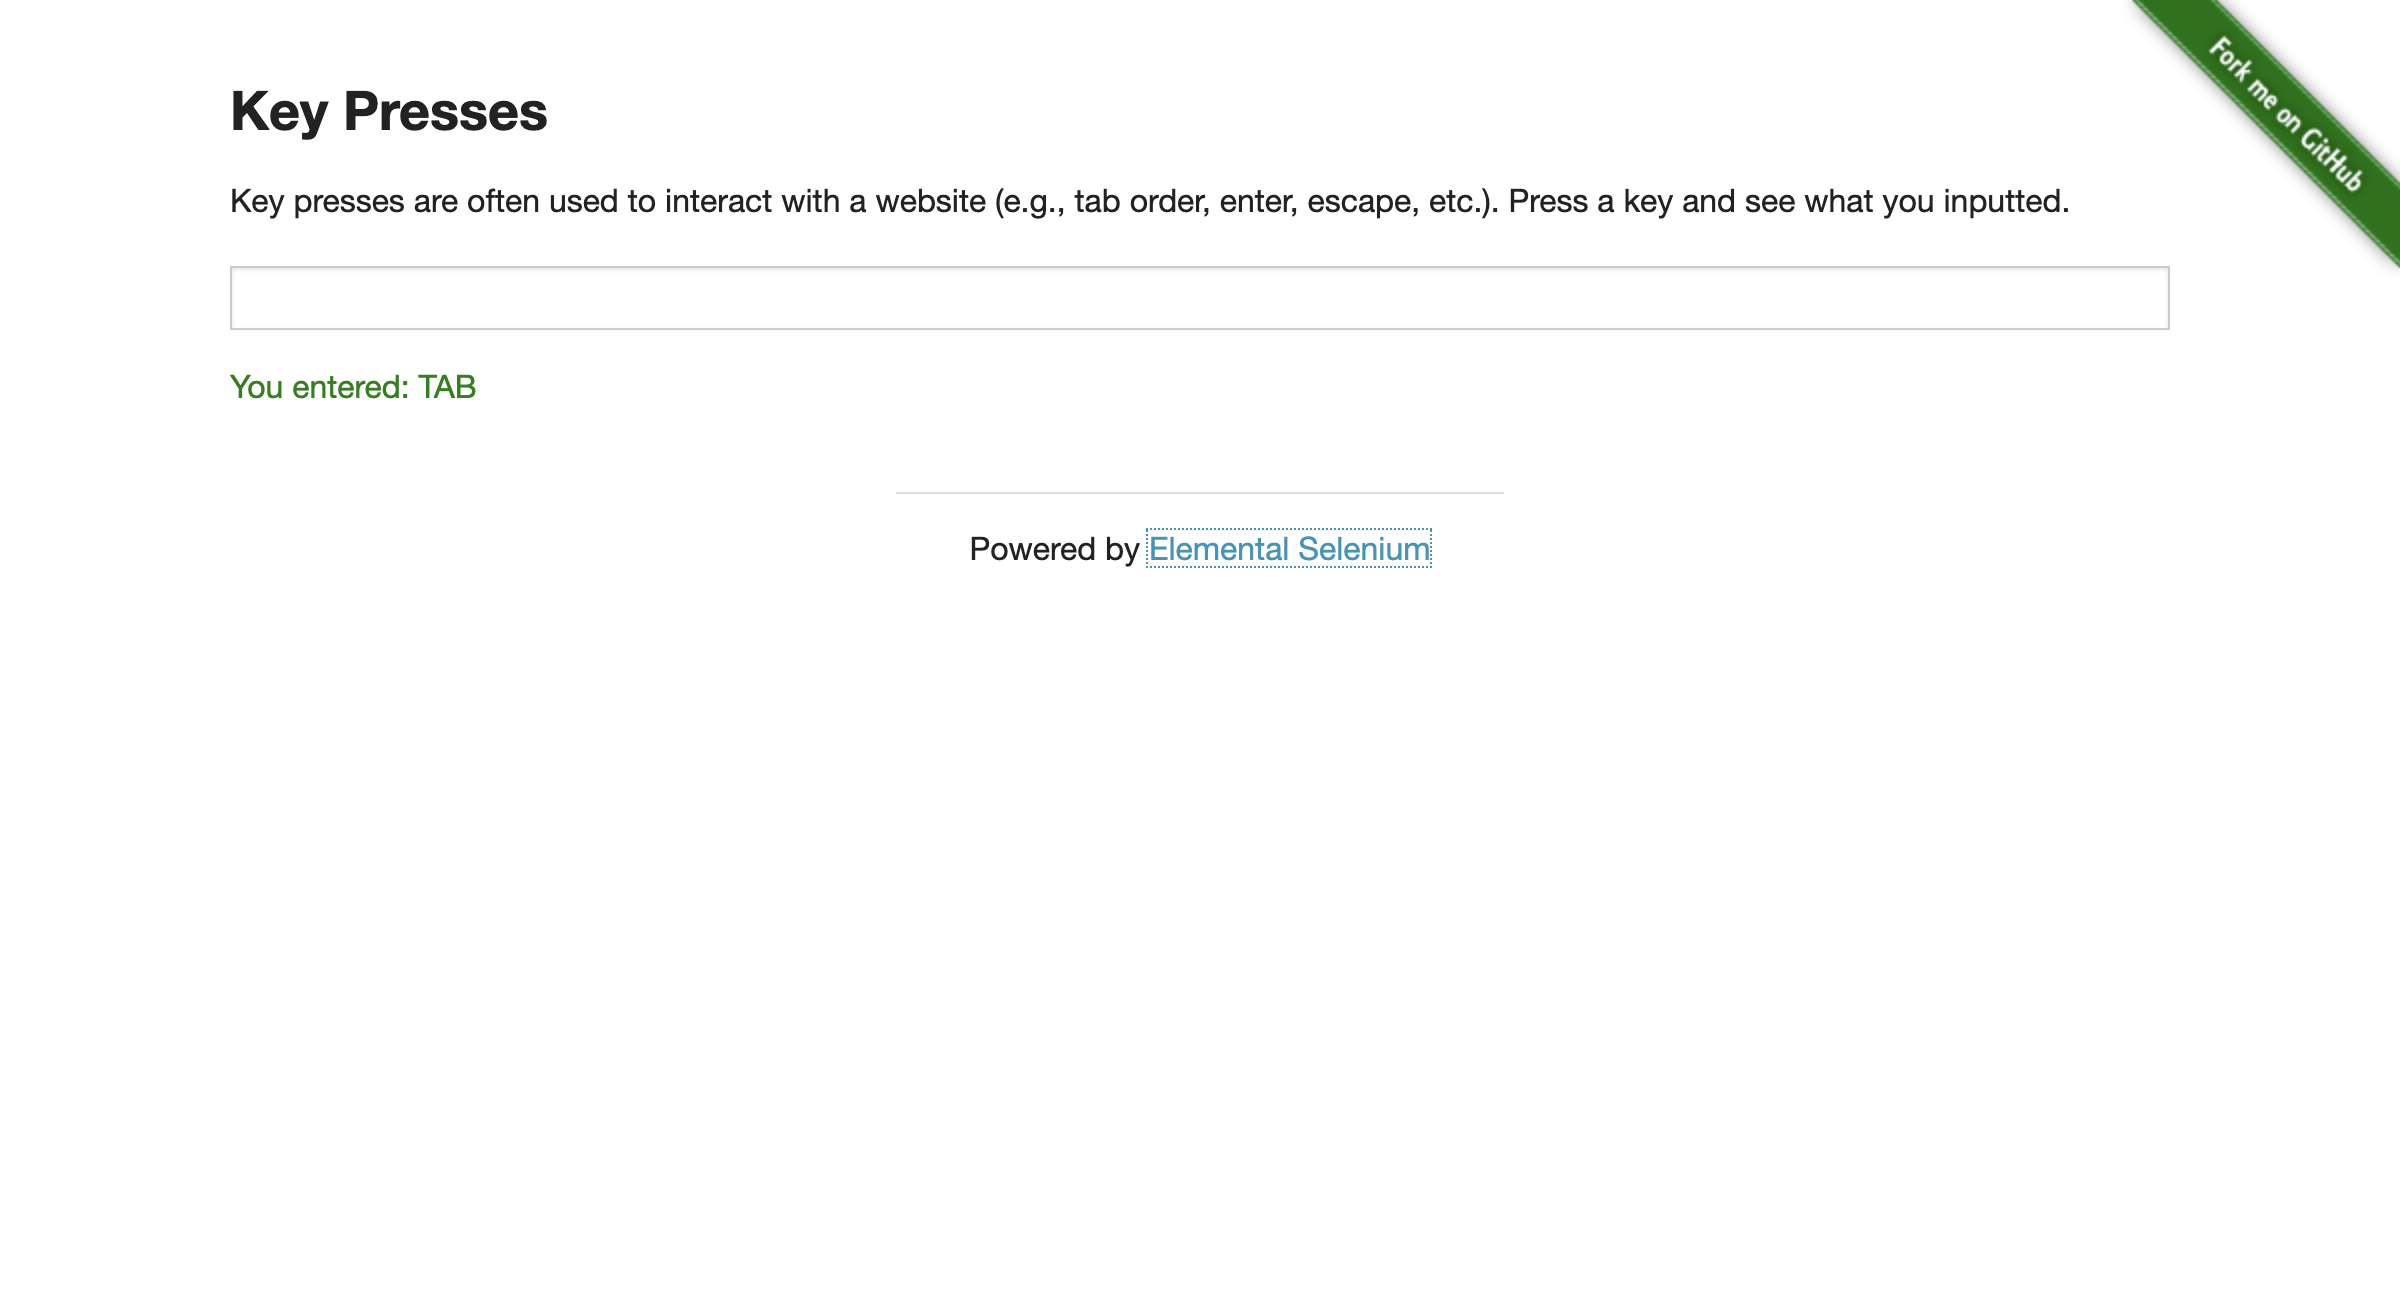 Fork me on GitHub
Key Presses
Key presses are often used to interact with a website (e.g., tab order, enter, escape, etc.). Press a key and see what you inputted.
You entered: TAB
Powered by Elemental Selenium